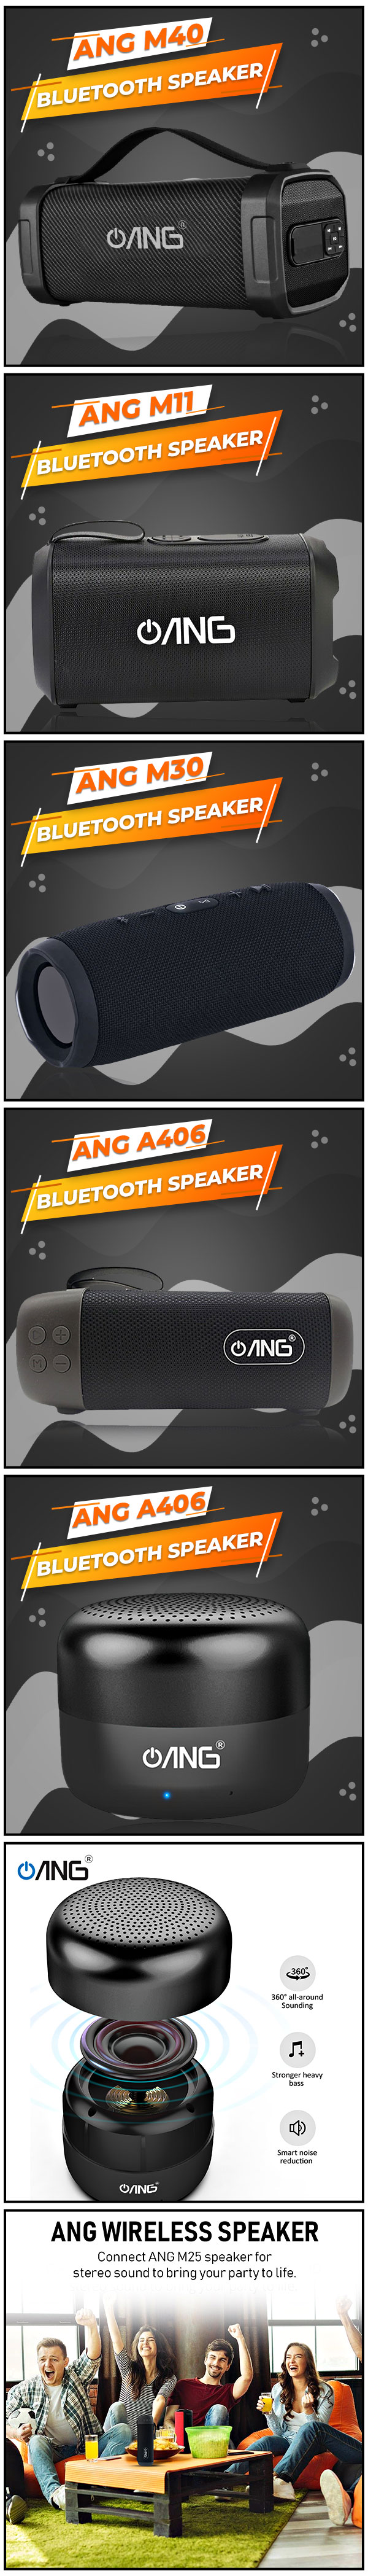 ANG M40
BLUETOOTH SPEAKER
ANG®
ANG M11
BLUETOOTH SPEAKER
ANG
ANG M30
BLUETOOTH SPEAKER
ANG A406
BLUETOOTH SPEAKER
M
ANG®
ANG A406
BLUETOOTH SPEAKER
ANG®
ANG®
360°
360° all-around
Sounding
Stronger heavy
bass
Smart noise
reduction
ANG
ANG WIRELESS SPEAKER
Connect ANG M25 speaker for
stereo sound to bring your party to life.